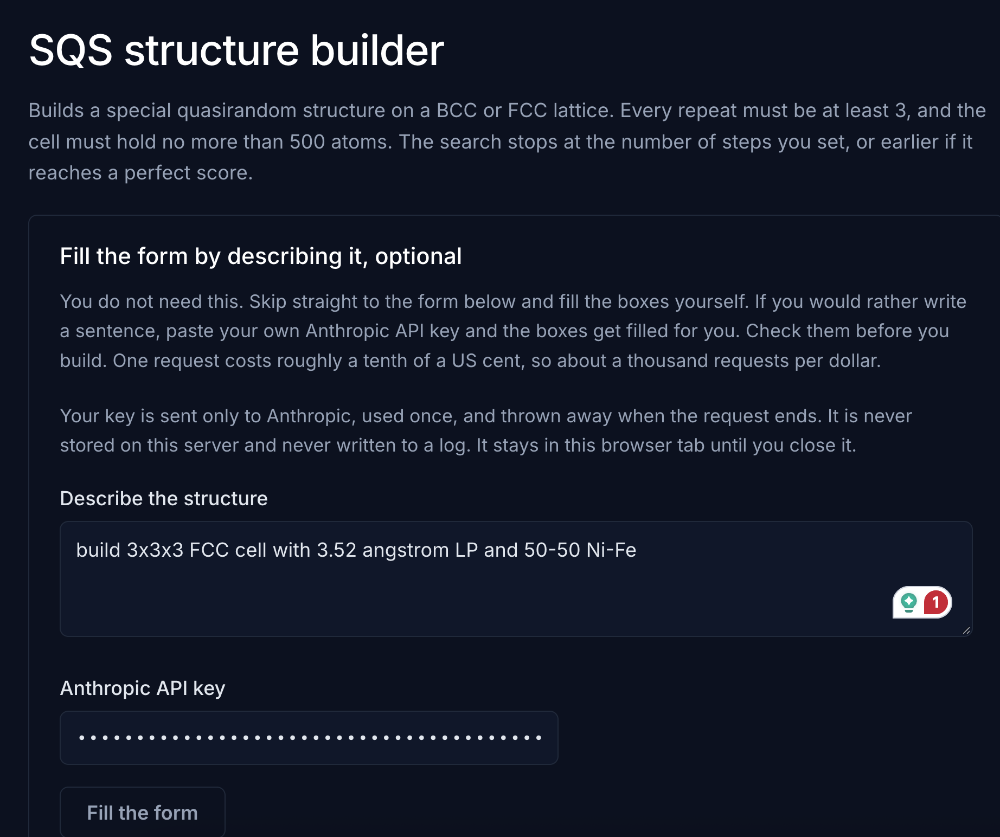 SQS structure builder
Builds a special quasirandom structure on a BCC or FCC lattice. Every repeat must be at least 3, and the
cell must hold no more than 500 atoms. The search stops at the number of steps you set, or earlier if it
reaches a perfect score.
Fill the form by describing it, optional
You do not need this. Skip straight to the form below and fill the boxes yourself. If you would rather write
a sentence, paste your own Anthropic API key and the boxes get filled for you. Check them before you
build. One request costs roughly a tenth of a US cent, so about a thousand requests per dollar.
Your key is sent only to Anthropic, used once, and thrown away when the request ends. It is never
stored on this server and never written to a log. It stays in this browser tab until you close it.
Describe the structure
build 3x3x3 FCC cell with 3.52 angstrom LP and 50-50 Ni-Fe
1
Anthropic API key
••••••••••••••••••••••••••••••••••••••••
Fill the form